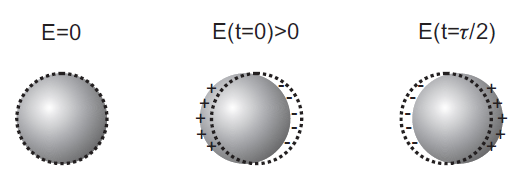 E=0
E(t=0)>0
E(t=τ/2)
+ + + + +
- - - - -
- - - - -
+ + + + +